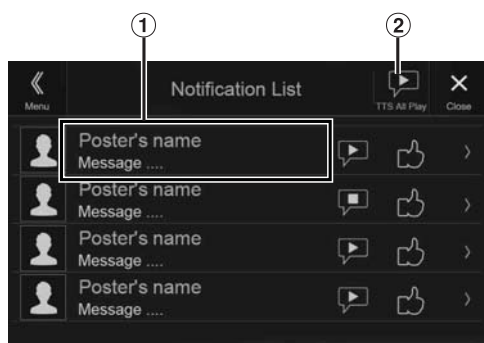 ① ②
Notification List
Menu
TTS All Play
Close
Poster's name
Message ....
Poster's name
Message ....
Poster's name
Message ....
Poster's name
Message ....